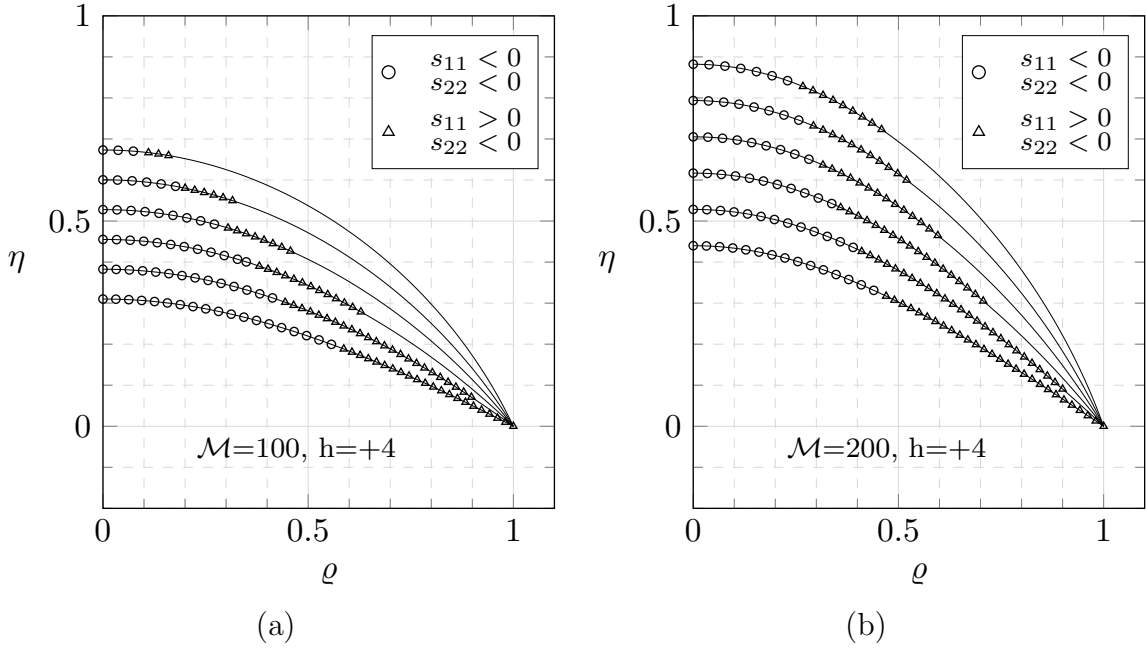 1
0.5
0
η
s₁₁ < 0
s₂₂ < 0
s₁₁ > 0
s₂₂ < 0
ℳ=100, h=+4
0 0.5 1
ϱ
(a)
1
0.5
0
η
s₁₁ < 0
s₂₂ < 0
s₁₁ > 0
s₂₂ < 0
ℳ=200, h=+4
0 0.5 1
ϱ
(b)